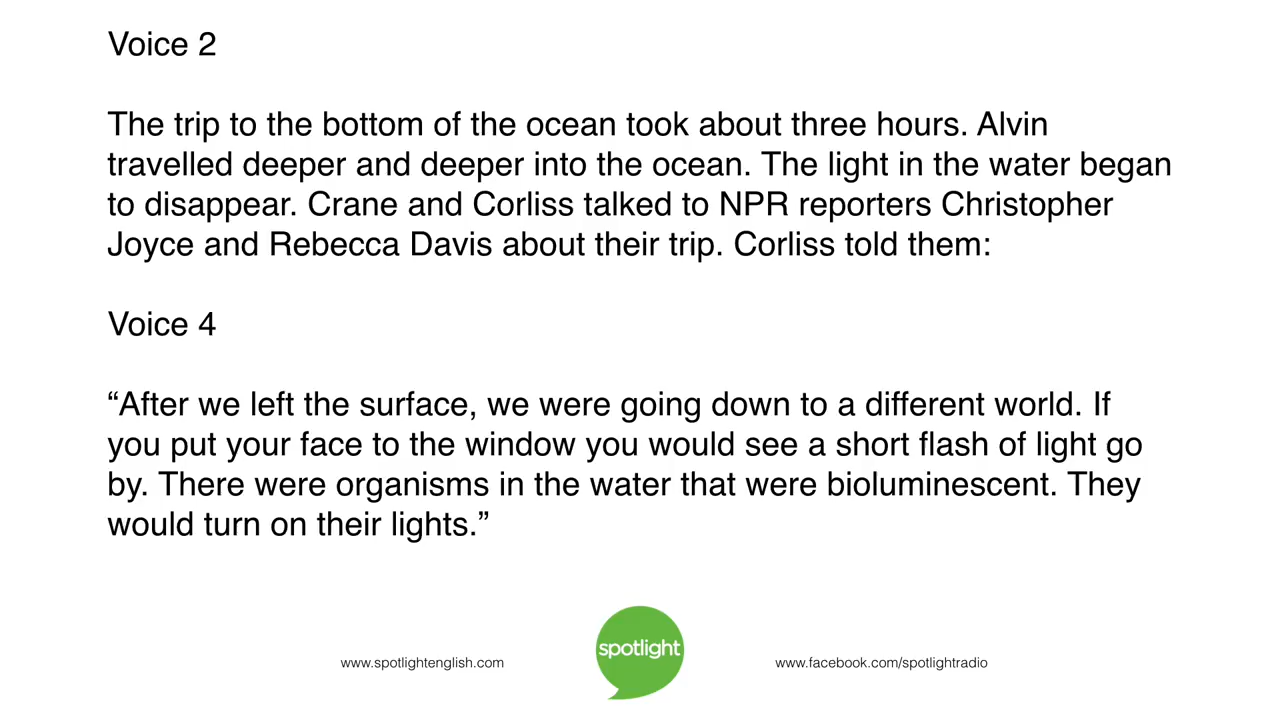 Voice 2
The trip to the bottom of the ocean took about three hours. Alvin
travelled deeper and deeper into the ocean. The light in the water began
to disappear. Crane and Corliss talked to NPR reporters Christopher
Joyce and Rebecca Davis about their trip. Corliss told them:
Voice 4
“After we left the surface, we were going down to a different world. If
you put your face to the window you would see a short flash of light go
by. There were organisms in the water that were bioluminescent. They
would turn on their lights.”
spotlight
www.spotlightenglish.com
www.facebook.com/spotlightradio